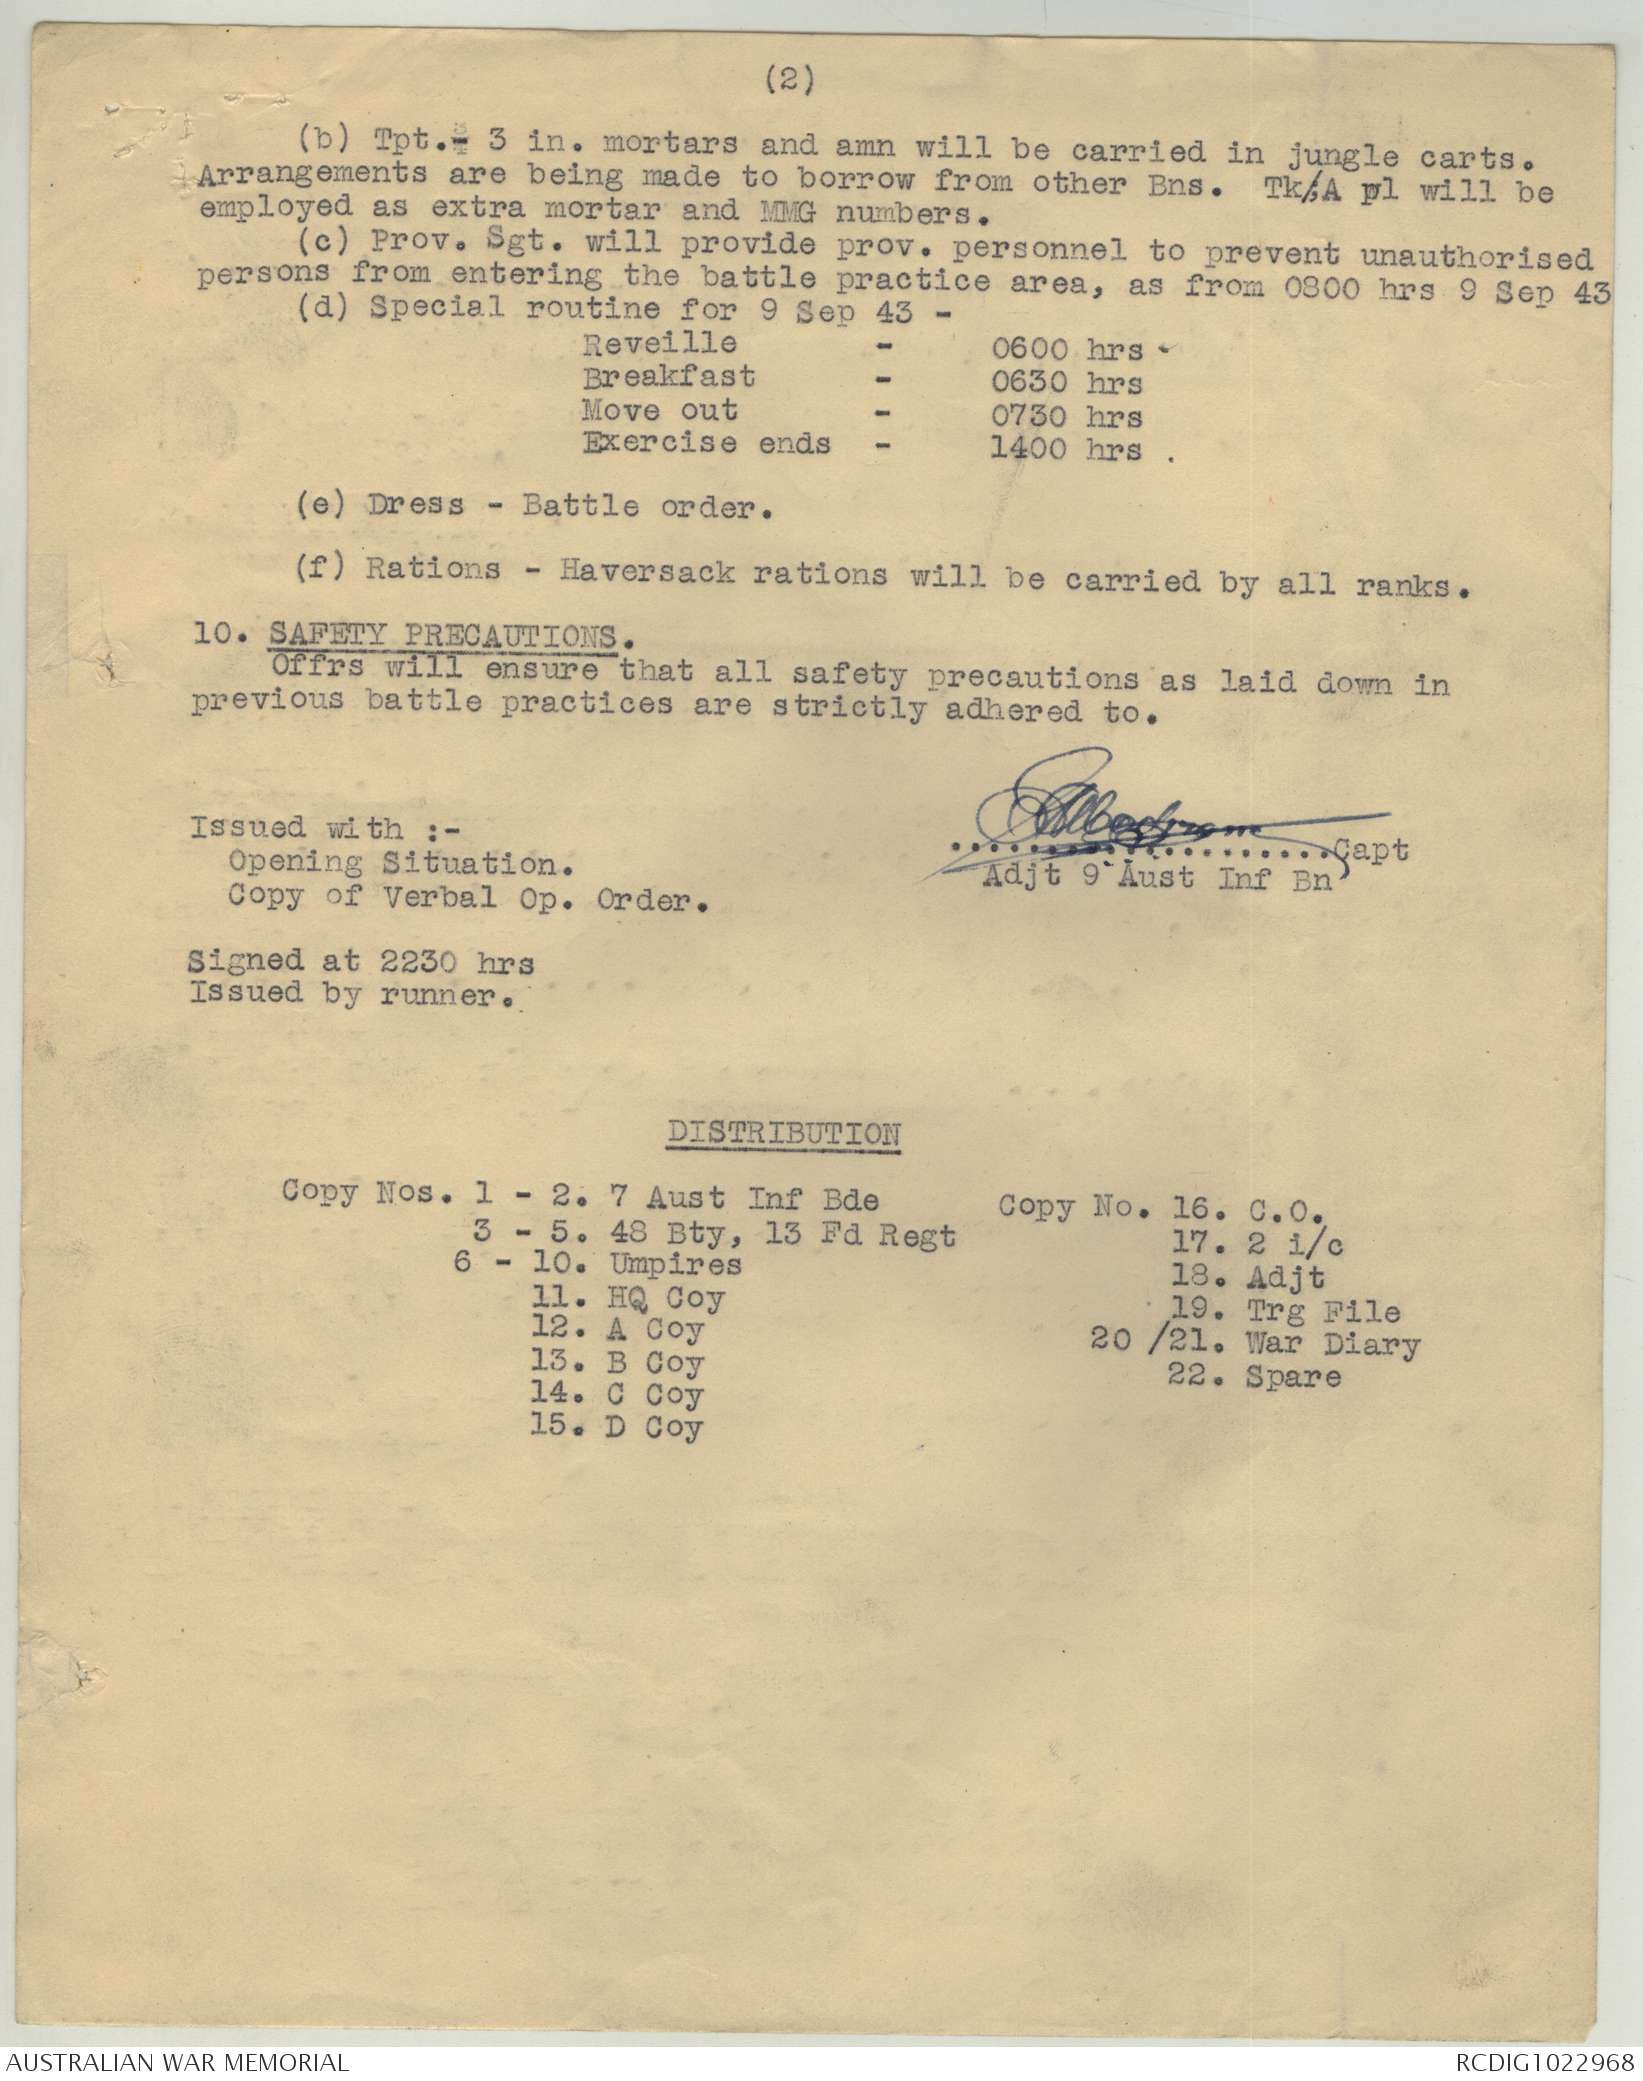 (2)
(b) Tpt.- 3 in. mortars and amn will be carried in jungle carts.
Arrangements are being made to borrow from other Bns. Tk/A pl will be
employed as extra mortar and MMG numbers.
(c) Prov. Sgt. will provide prov. personnel to prevent unauthorised
persons from entering the battle practice area, as from 0800 hrs 9 Sep 43
(d) Special routine for 9 Sep 43 -
Reveille - 0600 hrs
Breakfast - 0630 hrs
Move out - 0730 hrs
Exercise ends - 1400 hrs .
(e) Dress - Battle order.
(f) Rations - Haversack rations will be carried by all ranks.
10. SAFETY PRECAUTIONS.
Offrs will ensure that all safety precautions as laid down in
previous battle practices are strictly adhered to.
Issued with :-
Opening Situation.
Copy of Verbal Op. Order.
....................Capt
Adjt 9 Aust Inf Bn
Signed at 2230 hrs
Issued by runner.
DISTRIBUTION
Copy Nos. 1 - 2. 7 Aust Inf Bde
3 - 5. 48 Bty, 13 Fd Regt
6 - 10. Umpires
11. HQ Coy
12. A Coy
13. B Coy
14. C Coy
15. D Coy
Copy No. 16. C.O.
17. 2 i/c
18. Adjt
19. Trg File
20 /21. War Diary
22. Spare
AUSTRALIAN WAR MEMORIAL
RCDIG1022968